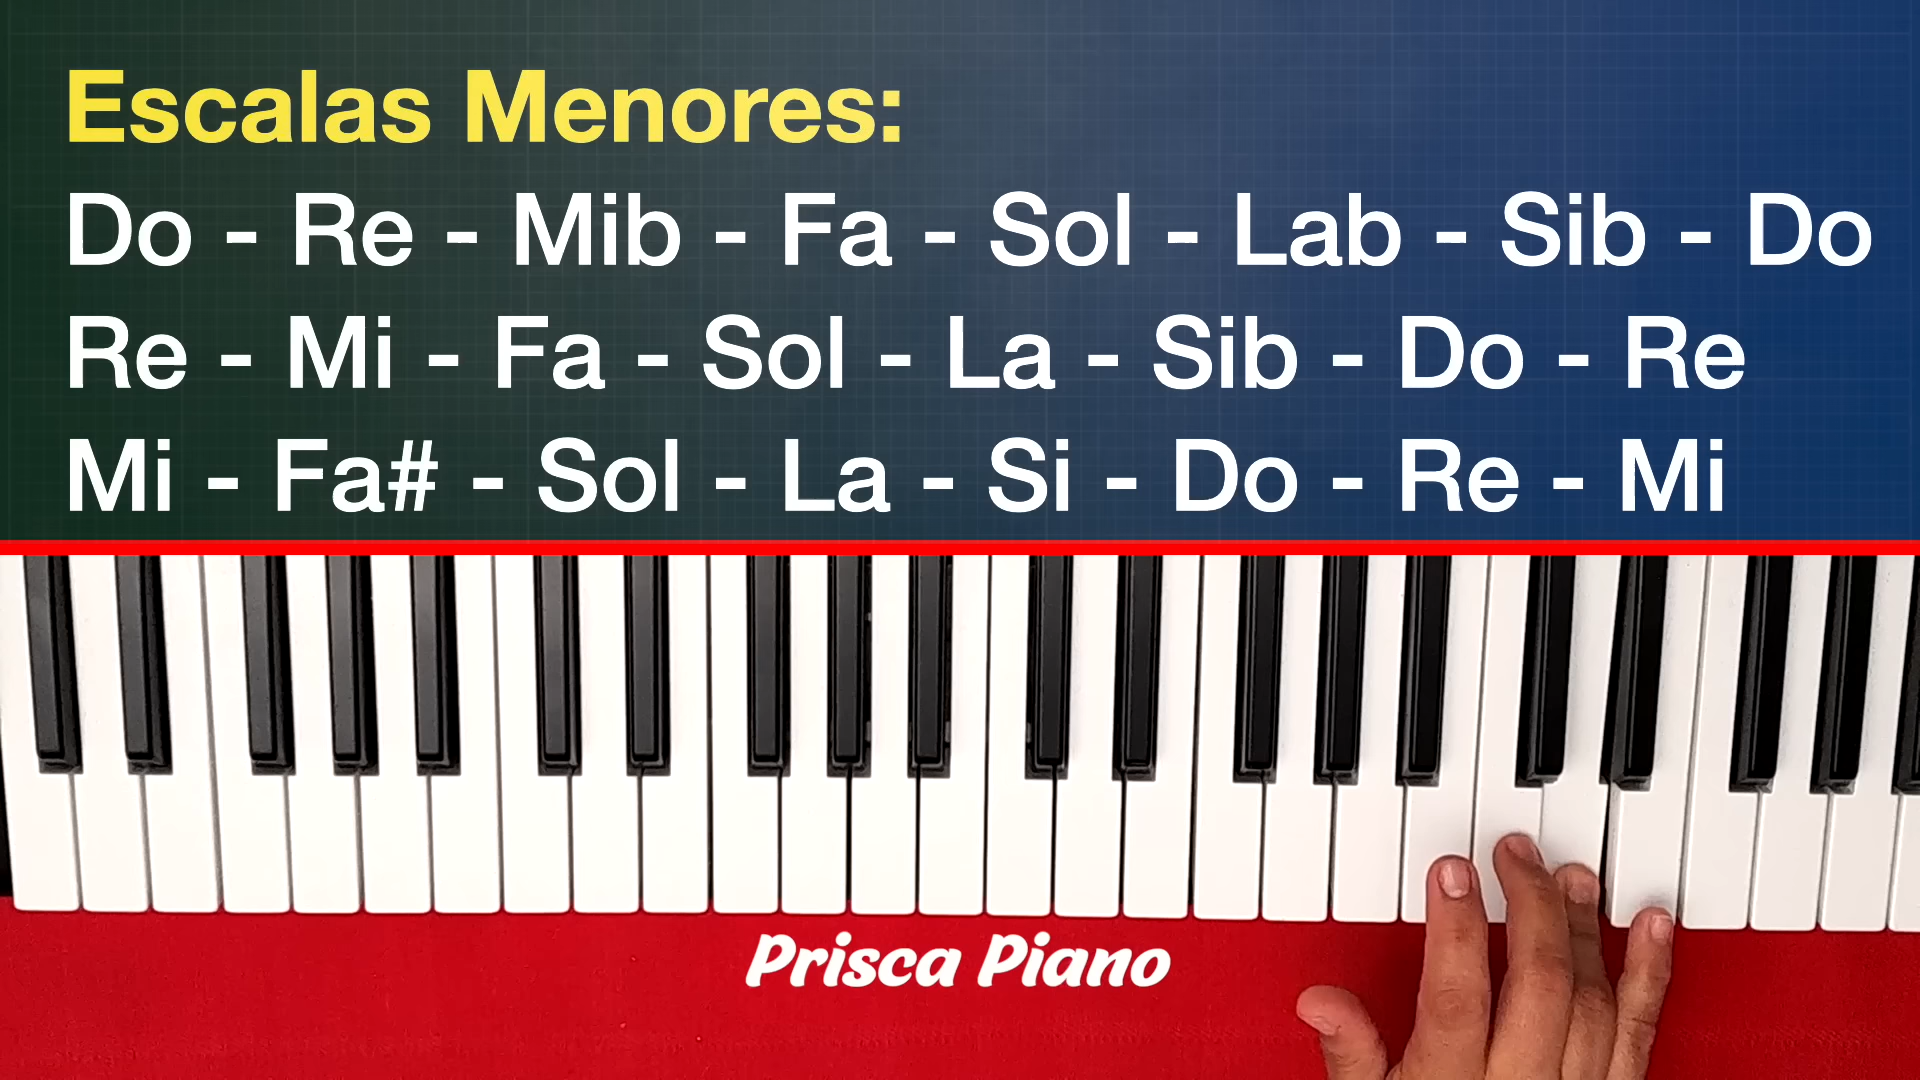 Escalas Menores:
Do - Re - Mib - Fa - Sol - Lab - Sib - Do
Re - Mi - Fa - Sol - La - Sib - Do - Re
Mi - Fa# - Sol - La - Si - Do - Re - Mi
Prisca Piano